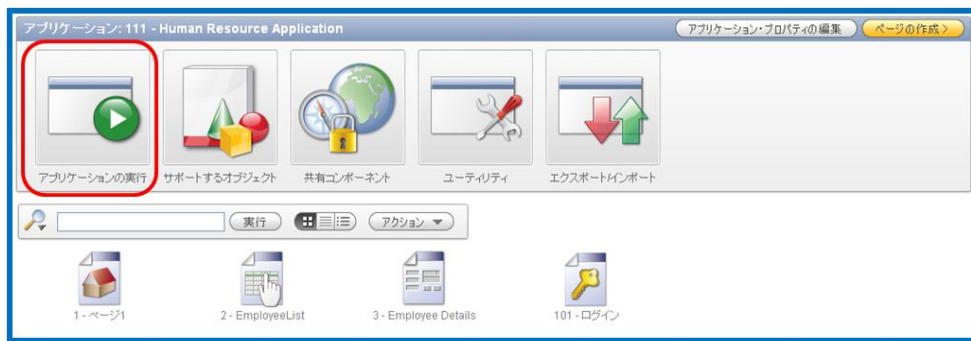 アプリケーション: 111 - Human Resource Application
アプリケーション・プロパティの編集
ページの作成 >
アプリケーションの実行
サポートするオブジェクト
共有コンポーネント
ユーティリティ
エクスポート/インポート
実行
アクション
1 - ページ1
2 - EmployeeList
3 - Employee Details
101 - ログイン